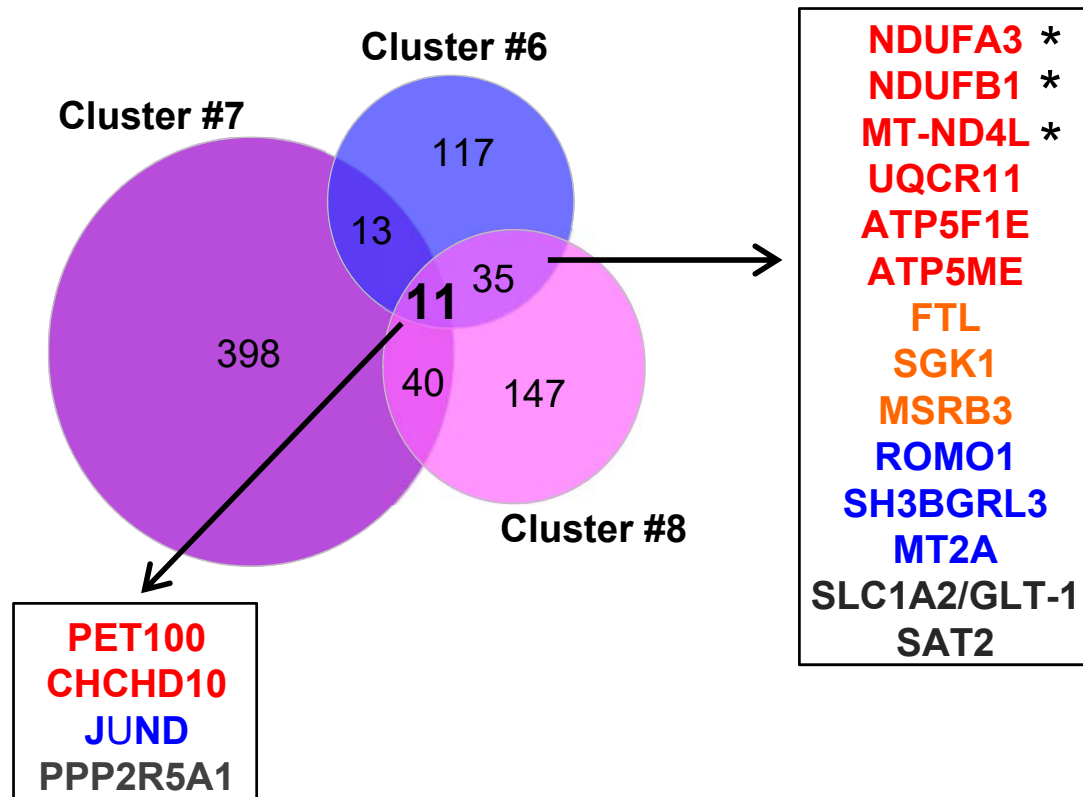 Cluster #6
Cluster #7
117
13
35
11
398
40
147
Cluster #8
NDUFA3 *
NDUFB1 *
MT-ND4L *
UQCR11
ATP5F1E
ATP5ME
FTL
SGK1
MSRB3
ROMO1
SH3BGRL3
MT2A
SLC1A2/GLT-1
SAT2
PET100
CHCHD10
JUND
PPP2R5A1